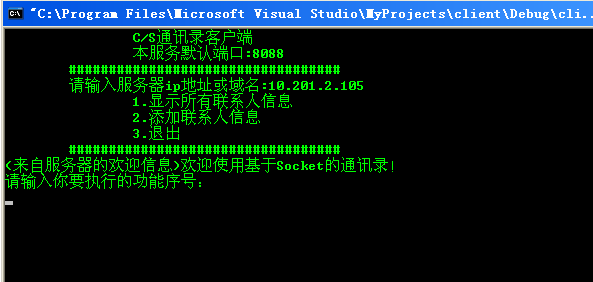 "C:\Program Files\Microsoft Visual Studio\MyProjects\client\Debug\cli...
C/S通讯录客户端
本服务默认端口:8088
##################################
请输入服务器ip地址或域名:10.201.2.105
1.显示所有联系人信息
2.添加联系人信息
3.退出
##################################
(来自服务器的欢迎信息)欢迎使用基于Socket的通讯录!
请输入你要执行的功能序号: